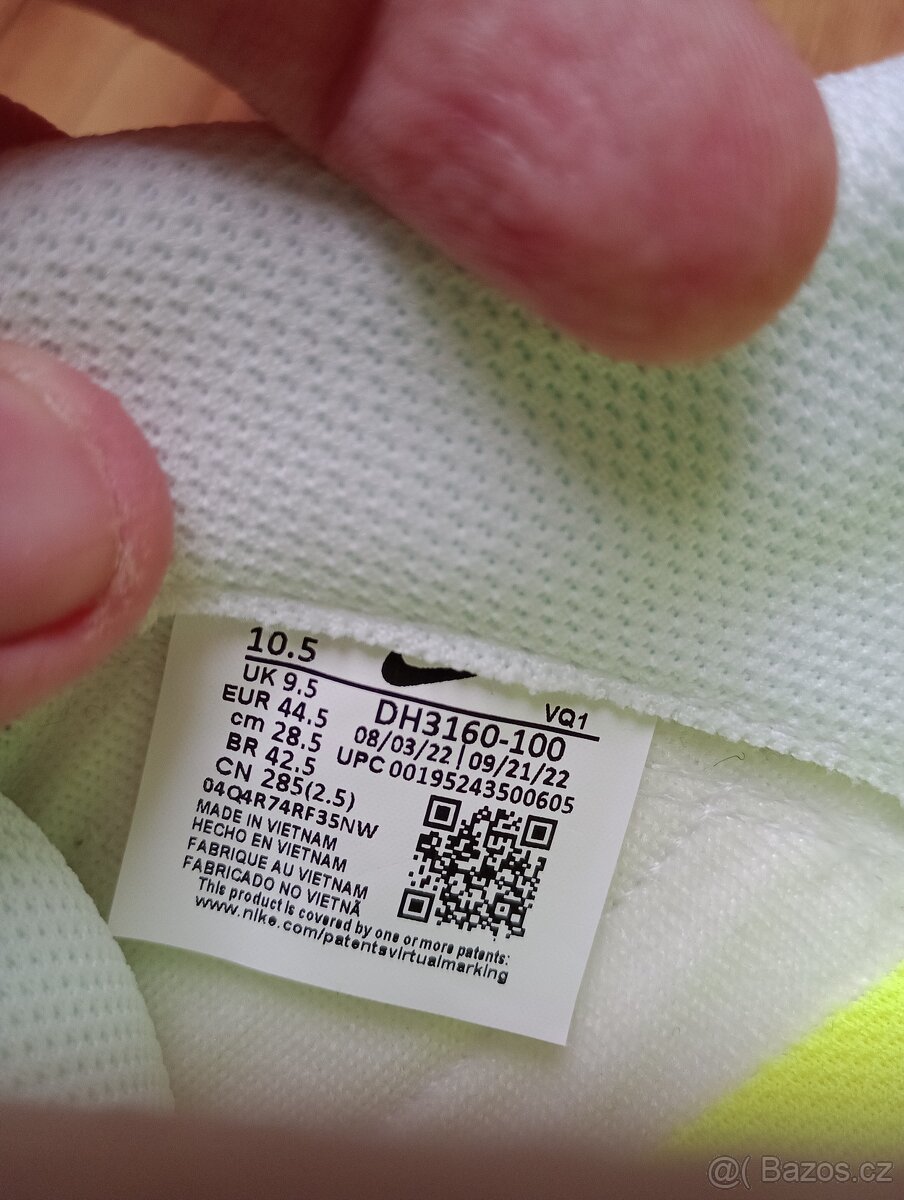 10.5
UK 9.5
EUR 44.5
cm 28.5
BR 42.5
CN 285(2.5)
04Q4R74RF35NW
VQ1
DH3160-100
08/03/22 | 09/21/22
UPC 00195243500605
MADE IN VIETNAM
HECHO EN VIETNAM
FABRIQUE AU VIETNAM
FABRICADO NO VIETNÃ
This product is covered by one or more patents:
www.nike.com/patentsvirtualmarking
@( Bazos.cz